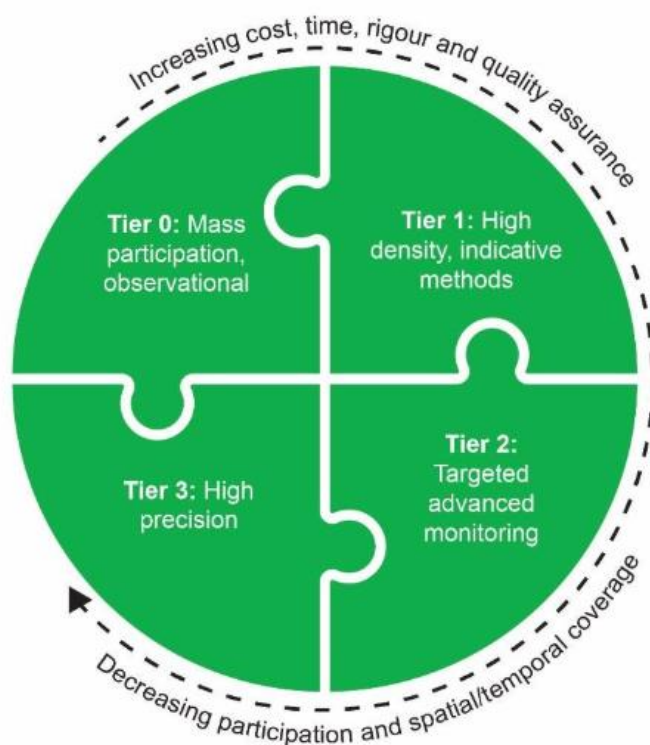 Increasing cost, time, rigour and quality assurance
Tier 0: Mass
participation,
observational
Tier 1: High
density, indicative
methods
Tier 2:
Targeted
advanced
monitoring
Tier 3: High
precision
Decreasing participation and spatial/temporal coverage